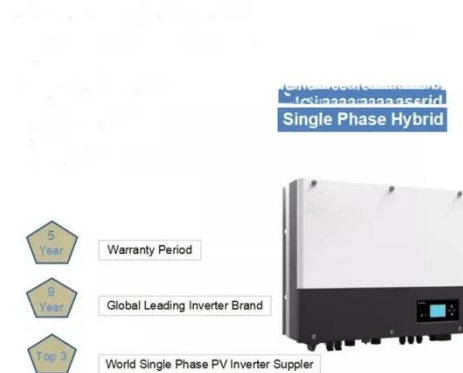 Single Phase Hybrid
5
Year
Warranty Period
9
Year
Global Leading Inverter Brand
Top 3
World Single Phase PV Inverter Suppler